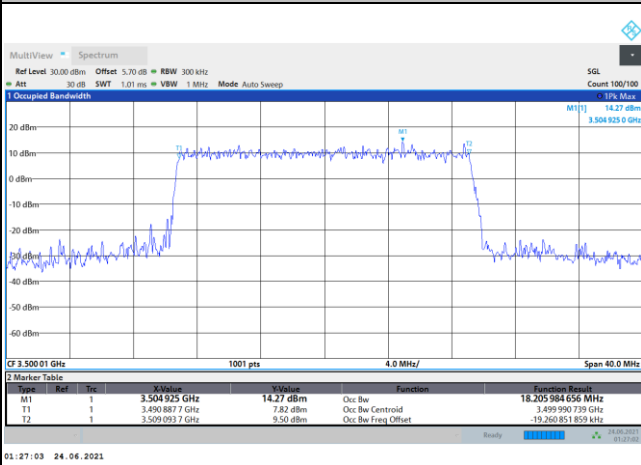 MultiView Spectrum
Ref Level 30.00 dBm Offset 5.70 dB RBW 300 kHz SGL
Att 30 dB SWT 1.01 ms VBW 1 MHz Mode Auto Sweep Count 100/100
1 Occupied Bandwidth 1Pk Max
M1[1] 14.27 dBm
3.504 925 0 GHz
20 dBm
M1
T1
T2
10 dBm
0 dBm
-10 dBm
-20 dBm
-30 dBm
-40 dBm
-50 dBm
-60 dBm
CF 3.500 01 GHz 1001 pts 4.0 MHz/ Span 40.0 MHz
2 Marker Table
Type Ref Trc X-Value Y-Value Function Function Result
M1 1 3.504 925 GHz 14.27 dBm Occ Bw 18.205 984 656 MHz
T1 1 3.490 887 7 GHz 7.82 dBm Occ Bw Centroid 3.499 990 739 GHz
T2 1 3.509 093 7 GHz 9.50 dBm Occ Bw Freq Offset -19.260 851 859 kHz
Ready 24.06.2021
01:27:02
01:27:03 24.06.2021